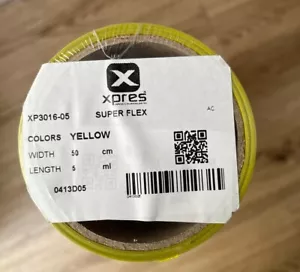 X
xpres
XP3016-05 SUPER FLEX
AC
COLORS YELLOW
WIDTH 50 cm
LENGTH 5 ml
0413D05